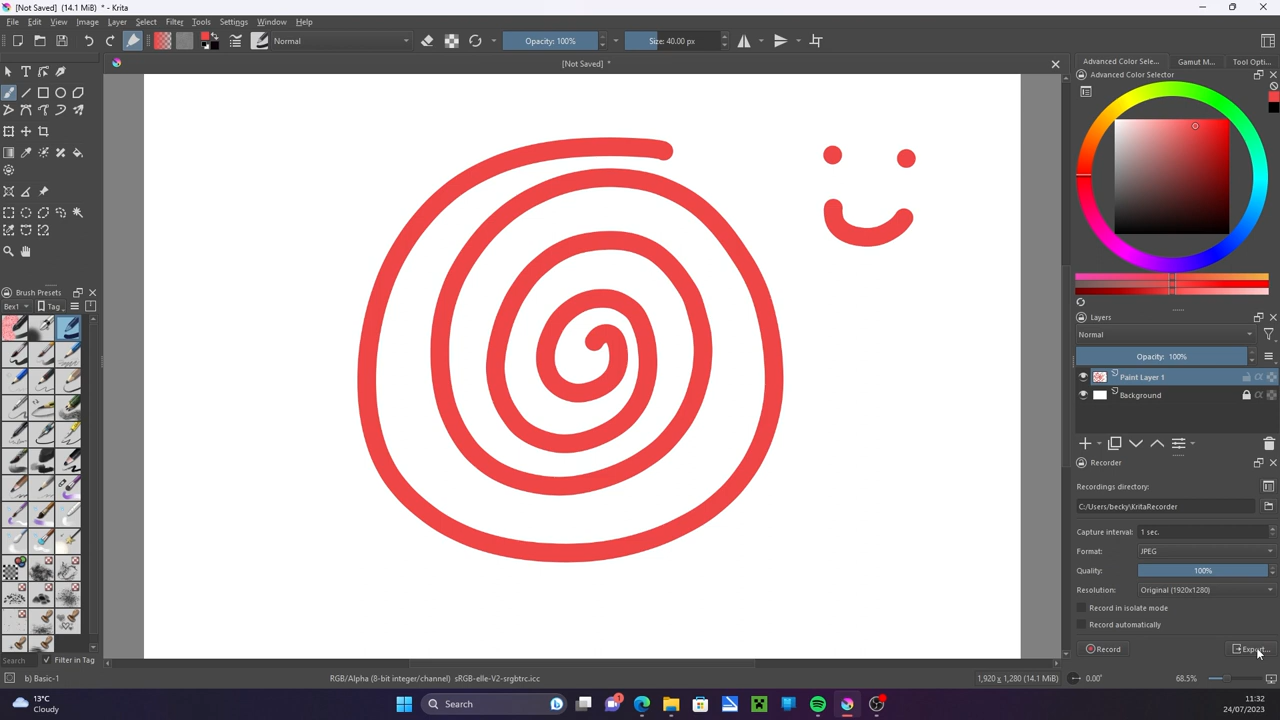 [Not Saved] (14.1 MiB) * - Krita
File Edit View Image Layer Select Filter Tools Settings Window Help
Normal Opacity: 100% Size: 40.00 px
[Not Saved] *
Advanced Color Sele... Gamut M... Tool Opti...
Advanced Color Selector
Brush Presets
Bex1 Tag
Layers
Normal
Opacity: 100%
Paint Layer 1
Background
Recorder
Recordings directory:
C:/Users/becky\KritaRecorder
Capture interval: 1 sec.
Format: JPEG
Quality: 100%
Resolution: Original (1920x1280)
Record in isolate mode
Record automatically
Record Export...
Search Filter in Tag
b) Basic-1 RGB/Alpha (8-bit integer/channel) sRGB-elle-V2-srgbtrc.icc 1,920 x 1,280 (14.1 MiB) 0.00° 68.5%
13°C
Cloudy
Search
1
11:32
24/07/2023